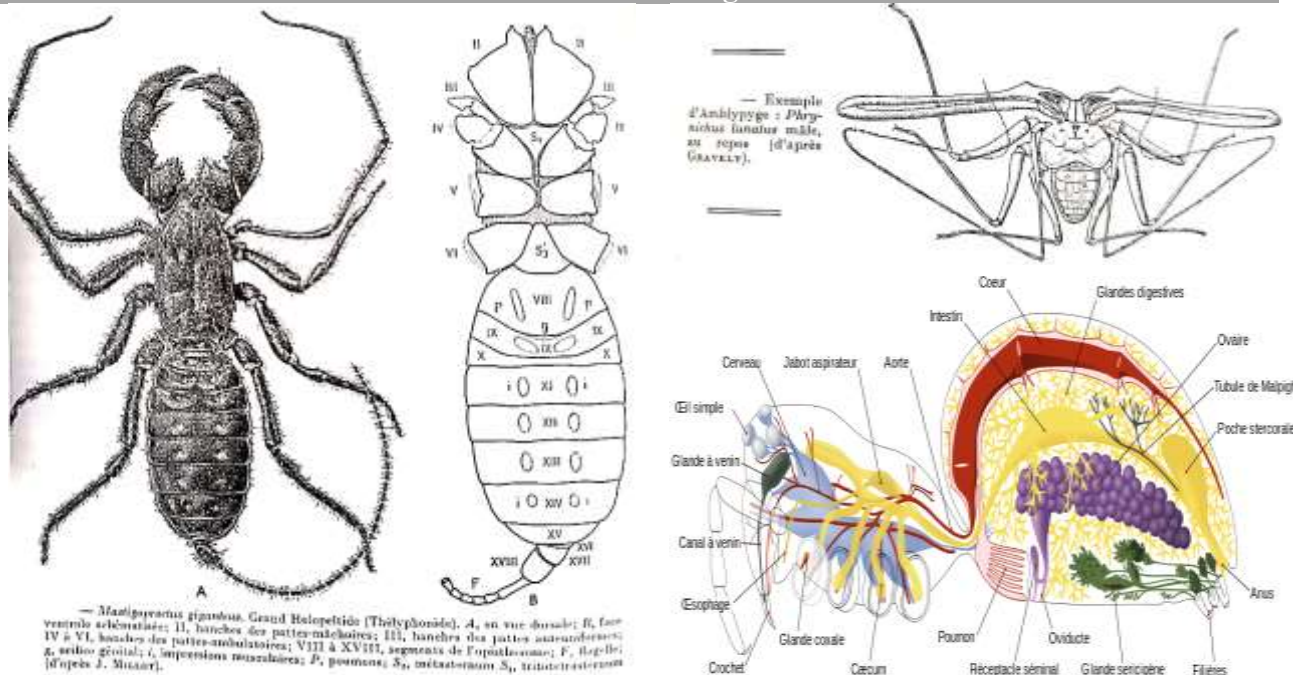 II II
III III
IV IV
S₁
V V
VI S'₃ VI
P VIII P
IX g IX
IX
X X
i XI i
XII
XIII
i XIV i
XV
XVI
XVIII XVII
F
A B
— Mastigoproctus giganteus, Grand Holopeltide (Thélyphonide). A, en vue dorsale; B, face
ventrale schématisée; II, hanches des pattes-mâchoires; III, hanches des pattes antenniformes;
IV à VI, hanches des pattes-ambulatoires; VIII à XVIII, segments de l'opisthosome; F, flagelle;
g, orifice génital; i, impressions musculaires; P, poumons; S₃, métasternum S₁, tritosternum
[d'après J. MILLOT].
— Exemple
d'Amblypyge : Phry-
nichus lunatus mâle,
au repos [d'après
GRAVELY].
Coeur
Glandes digestives
Intestin
Ovaire
Cerveau
Jabot aspirateur
Aorte
Tubule de Malpighi
Œil simple
Poche stercorale
Glande à venin
Canal à venin
Œsophage
Anus
Glande coxale
Poumon
Oviducte
Crochet
Cæcum
Réceptacle séminal
Glande séricigène
Filières